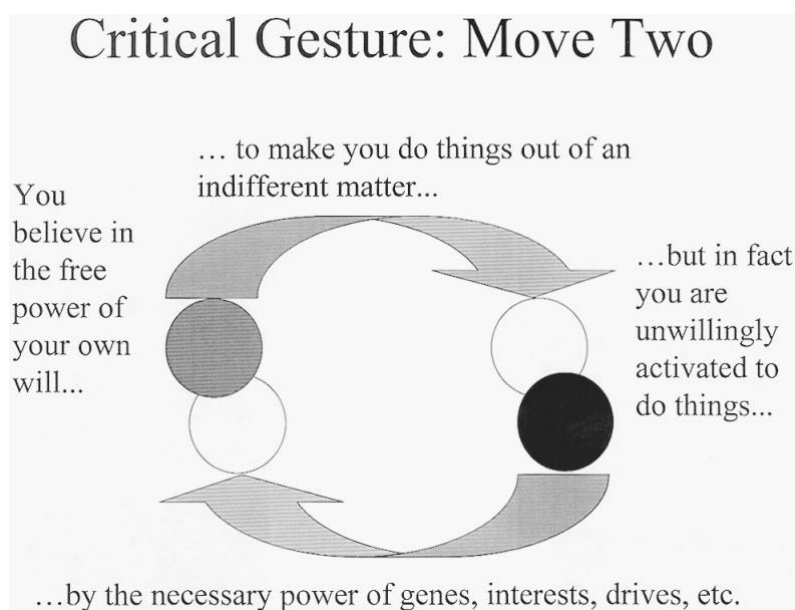 Critical Gesture: Move Two
… to make you do things out of an
indifferent matter...
You
believe in
the free
power of
your own
will...
…but in fact
you are
unwillingly
activated to
do things...
…by the necessary power of genes, interests, drives, etc.